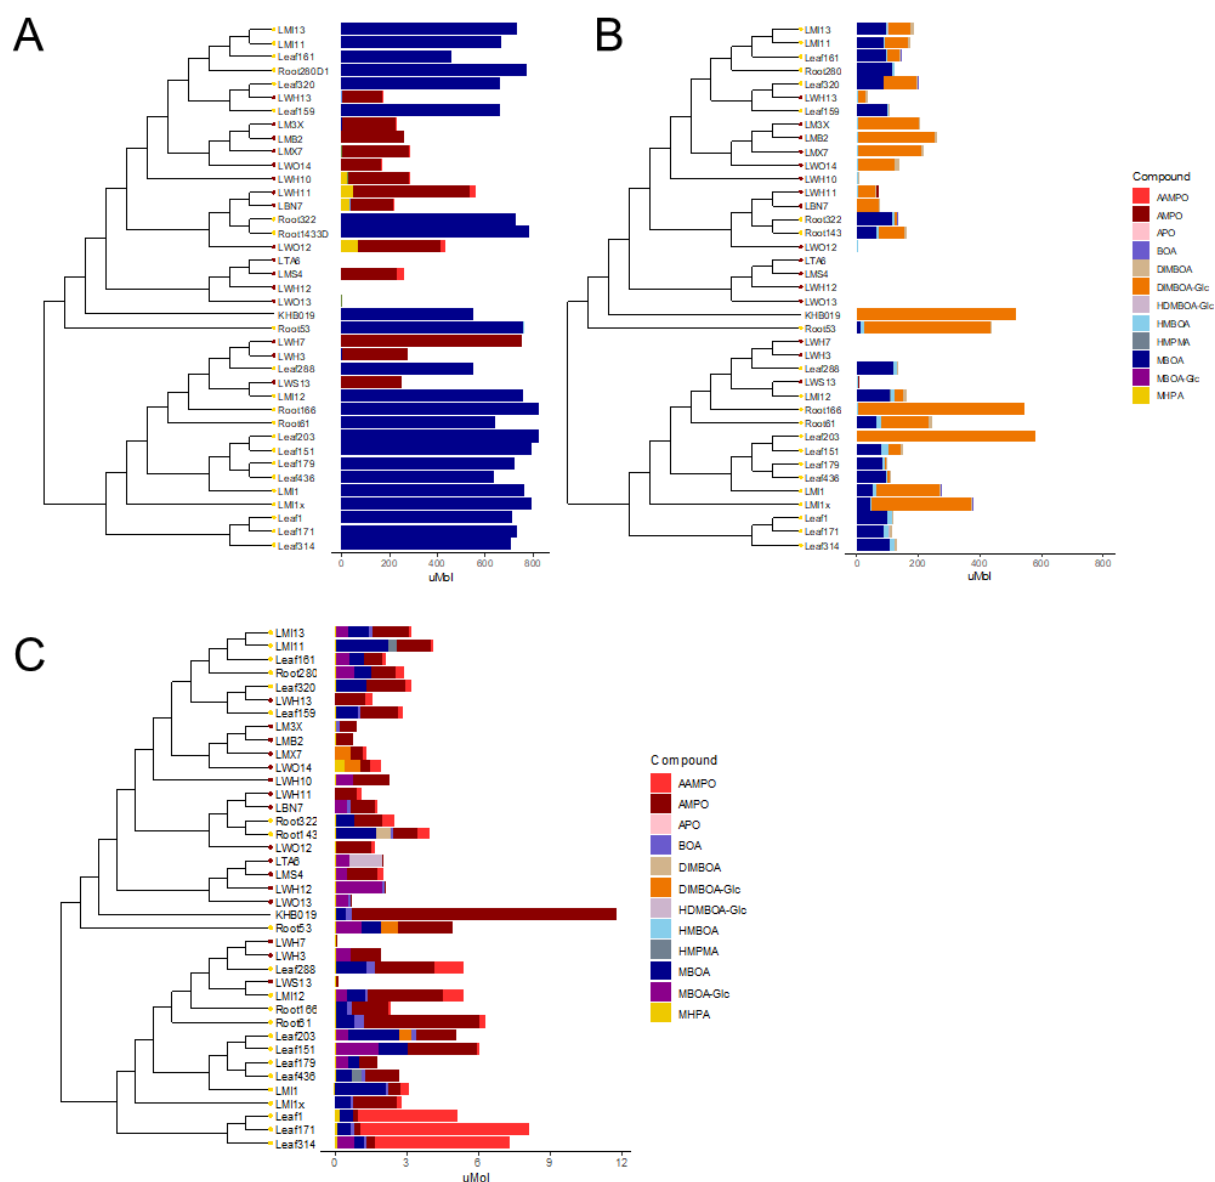 A
LMI13
LMI11
Leaf161
Root280D1
Leaf320
LWH13
Leaf159
LM3X
LMB2
LMX7
LWO14
LWH10
LWH11
LBN7
Root322
Root1433D
LWO12
LTA6
LMS4
LWH12
LWO13
KHB019
Root53
LWH7
LWH3
Leaf288
LWS13
LMI12
Root166
Root61
Leaf203
Leaf151
Leaf179
Leaf436
LMI1
LMI1x
Leaf1
Leaf171
Leaf314
0 200 400 600 800
uMol
B
LMI13
LMI11
Leaf161
Root280
Leaf320
LWH13
Leaf159
LM3X
LMB2
LMX7
LWO14
LWH10
LWH11
LBN7
Root322
Root143
LWO12
LTA6
LMS4
LWH12
LWO13
KHB019
Root53
LWH7
LWH3
Leaf288
LWS13
LMI12
Root166
Root61
Leaf203
Leaf151
Leaf179
Leaf436
LMI1
LMI1x
Leaf1
Leaf171
Leaf314
0 200 400 600 800
uMol
Compound
AAMPO
AMPO
APO
BOA
DIMBOA
DIMBOA-Glc
HDMBOA-Glc
HMBOA
HMPMA
MBOA
MBOA-Glc
MHPA
C
LMI13
LMI11
Leaf161
Root280
Leaf320
LWH13
Leaf159
LM3X
LMB2
LMX7
LWO14
LWH10
LWH11
LBN7
Root322
Root143
LWO12
LTA6
LMS4
LWH12
LWO13
KHB019
Root53
LWH7
LWH3
Leaf288
LWS13
LMI12
Root166
Root61
Leaf203
Leaf151
Leaf179
Leaf436
LMI1
LMI1x
Leaf1
Leaf171
Leaf314
0 3 6 9 12
uMol
Compound
AAMPO
AMPO
APO
BOA
DIMBOA
DIMBOA-Glc
HDMBOA-Glc
HMBOA
HMPMA
MBOA
MBOA-Glc
MHPA